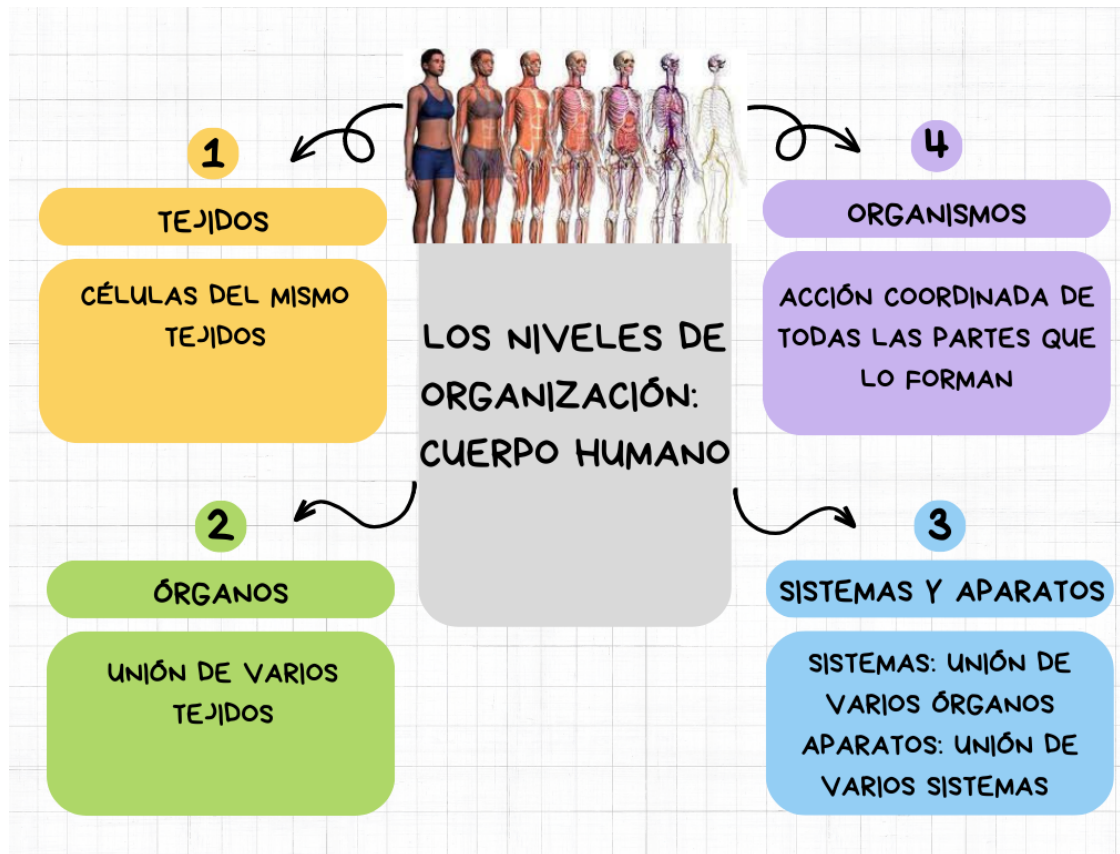 1
TEJIDOS
CÉLULAS DEL MISMO
TEJIDOS
2
ÓRGANOS
UNIÓN DE VARIOS
TEJIDOS
LOS NIVELES DE
ORGANIZACIÓN:
CUERPO HUMANO
4
ORGANISMOS
ACCIÓN COORDINADA DE
TODAS LAS PARTES QUE
LO FORMAN
3
SISTEMAS Y APARATOS
SISTEMAS: UNIÓN DE
VARIOS ÓRGANOS
APARATOS: UNIÓN DE
VARIOS SISTEMAS